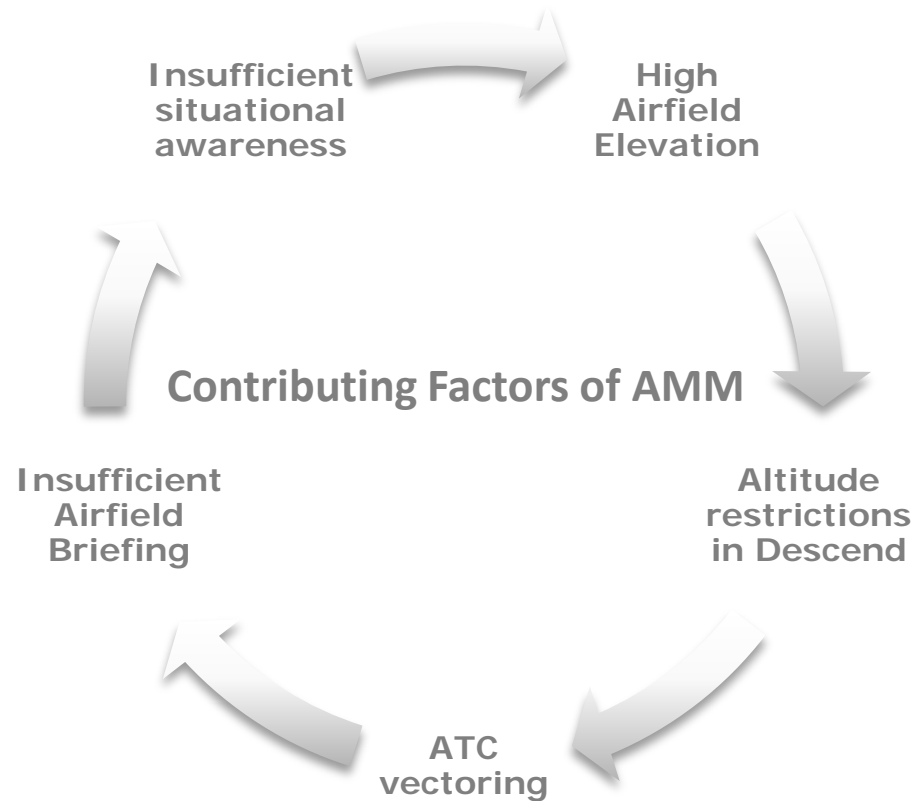 Insufficient
situational
awareness
High
Airfield
Elevation
Contributing Factors of AMM
Insufficient
Airfield
Briefing
Altitude
restrictions
in Descend
ATC
vectoring